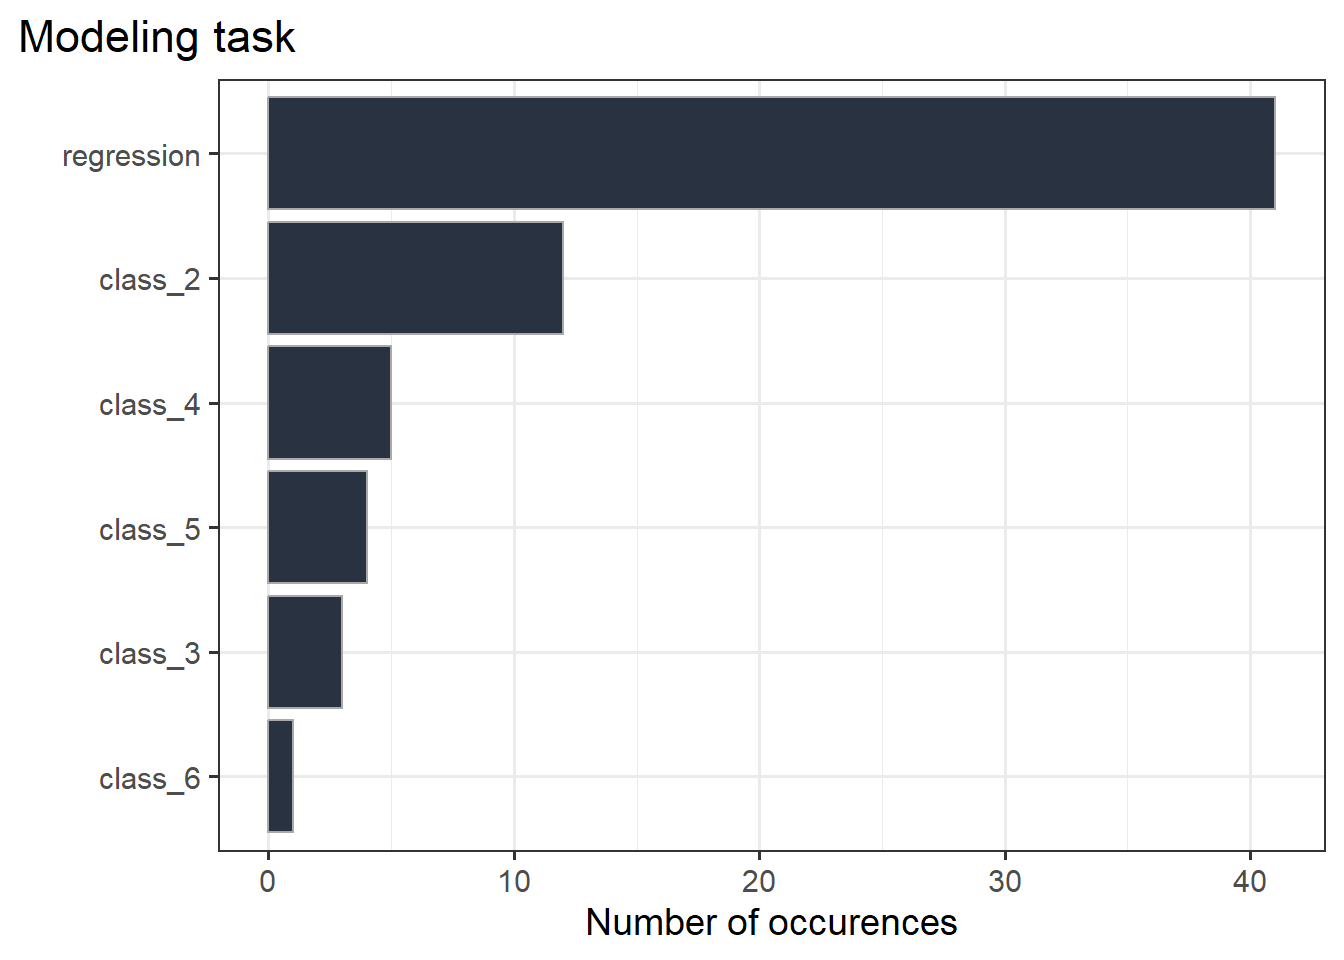 Modeling task
regression
class_2
class_4
class_5
class_3
class_6
0 10 20 30 40
Number of occurences